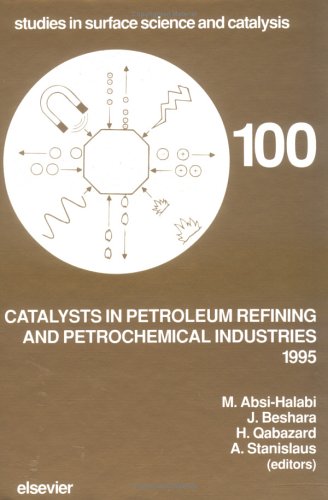 studies in surface science and catalysis
100
CATALYSTS IN PETROLEUM REFINING
AND PETROCHEMICAL INDUSTRIES
1995
M. Absi-Halabi
J. Beshara
H. Qabazard
A. Stanislaus
(editors)
elsevier